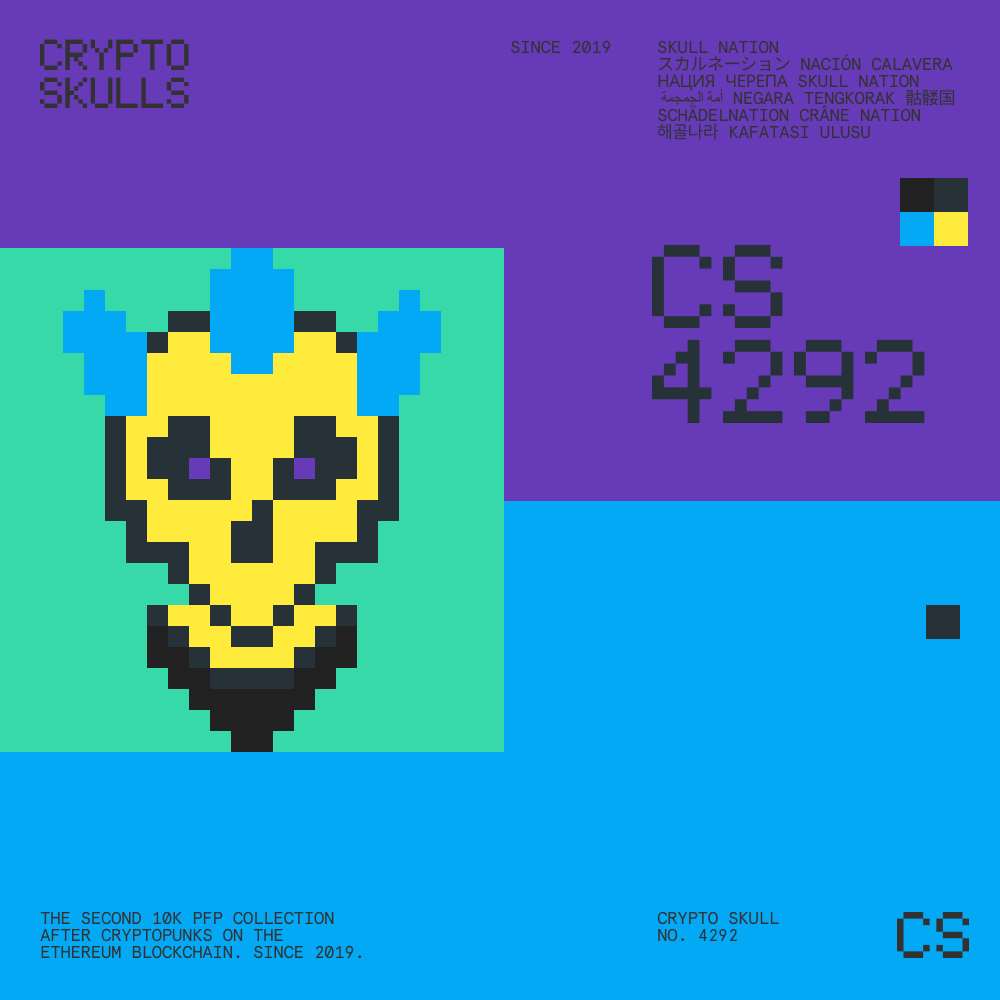 CRYPTO
SKULLS
SINCE 2019
SKULL NATION
スカルネーション NACIÓN CALAVERA
НАЦИЯ ЧЕРЕПА SKULL NATION
أمة الجمجمة NEGARA TENGKORAK 骷髅国
SCHÄDELNATION CRÂNE NATION
해골나라 KAFATASI ULUSU
CS
4292
THE SECOND 10K PFP COLLECTION
AFTER CRYPTOPUNKS ON THE
ETHEREUM BLOCKCHAIN. SINCE 2019.
CRYPTO SKULL
NO. 4292
CS